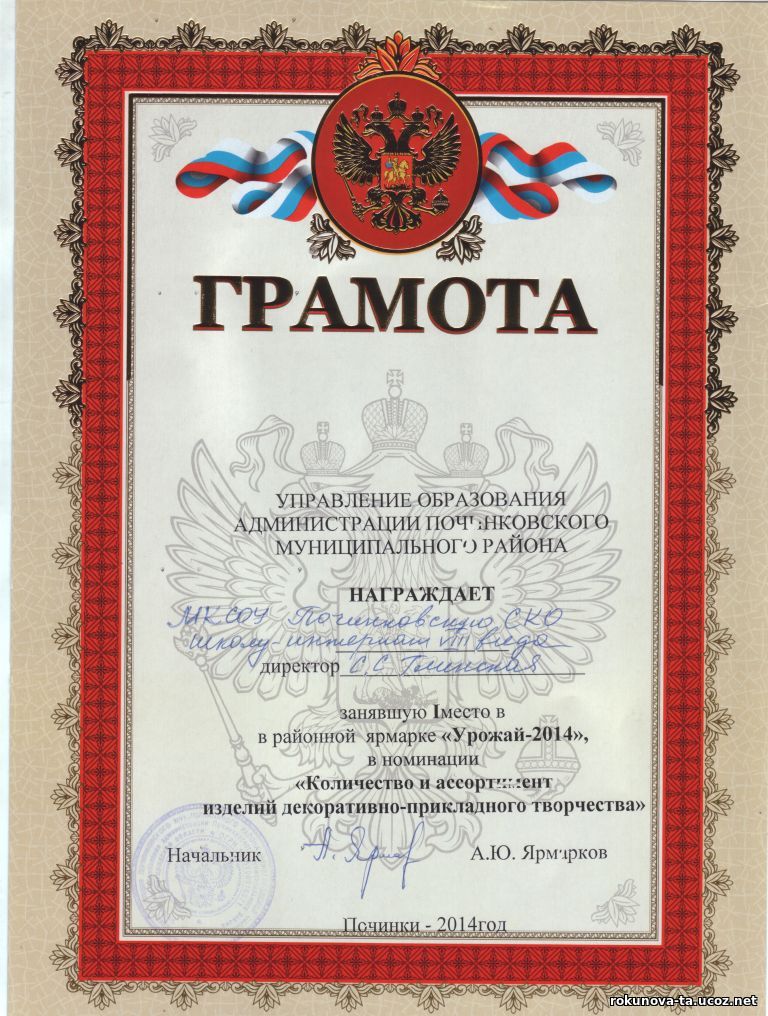 ГРАМОТА
УПРАВЛЕНИЕ ОБРАЗОВАНИЯ
АДМИНИСТРАЦИИ ПОЧИНКОВСКОГО
МУНИЦИПАЛЬНОГО РАЙОНА
НАГРАЖДАЕТ
МКСОУ Починковскую СКО
школу-интернат VIII вида
директор С.С.
занявшую Iместо в
в районной ярмарке «Урожай-2014»,
в номинации
«Количество и ассортимент
изделий декоративно-прикладного творчества»
Начальник А.Ю. Ярмарков
Починки - 2014год
rokunova-ta.ucoz.net